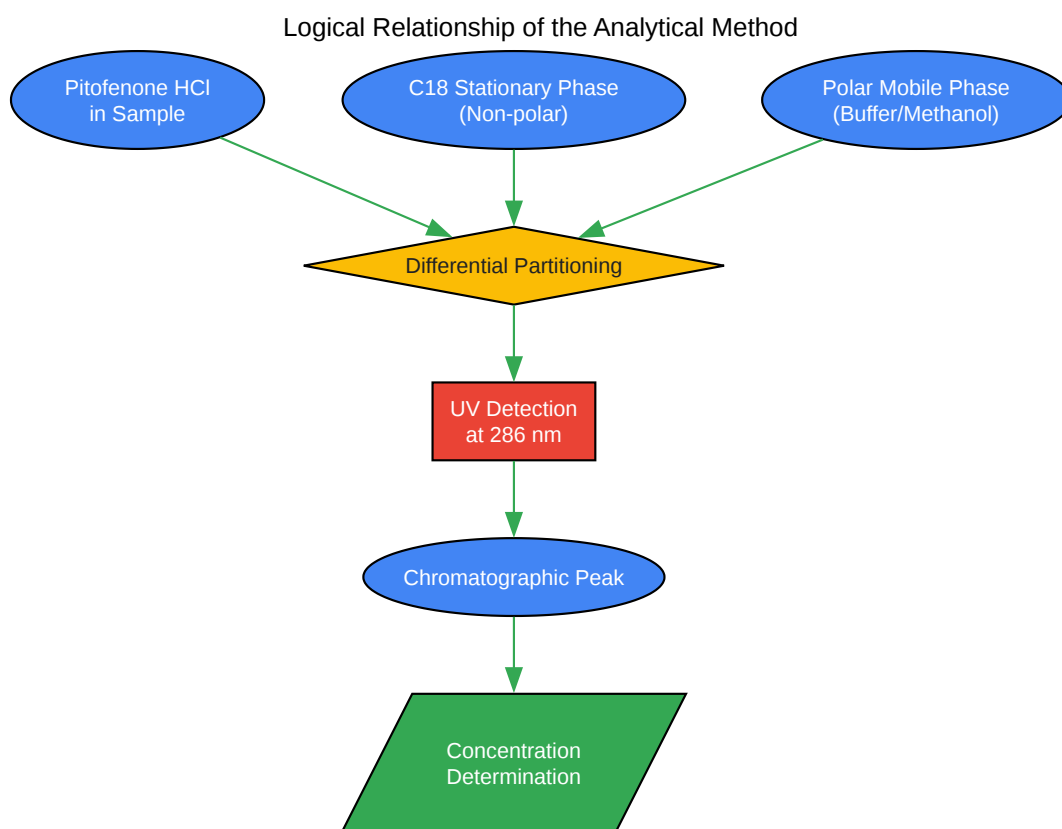 Logical Relationship of the Analytical Method
Pitofenone HCl
in Sample
C18 Stationary Phase
(Non-polar)
Polar Mobile Phase
(Buffer/Methanol)
Differential Partitioning
UV Detection
at 286 nm
Chromatographic Peak
Concentration
Determination